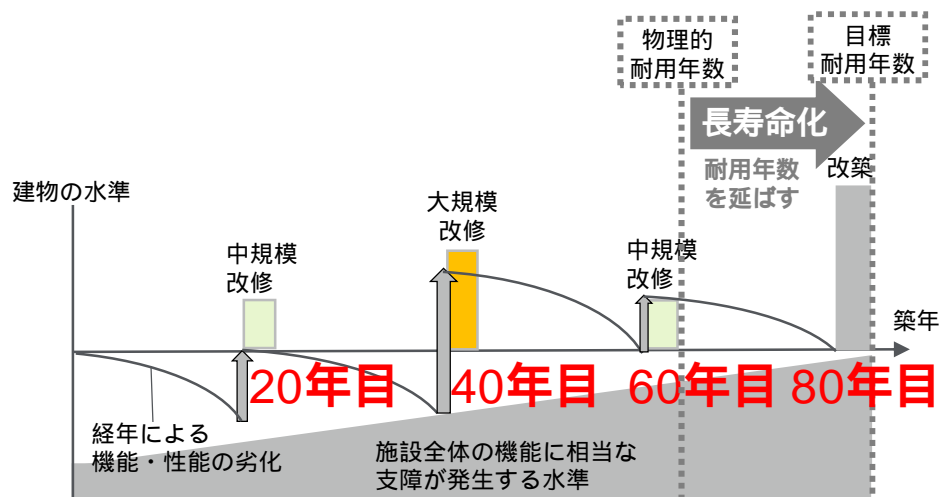 物理的
耐用年数
目標
耐用年数
長寿命化
耐用年数
を延ばす
改築
建物の水準
大規模
改修
中規模
改修
中規模
改修
築年
20年目
40年目
60年目
80年目
経年による
機能・性能の劣化
施設全体の機能に相当な
支障が発生する水準